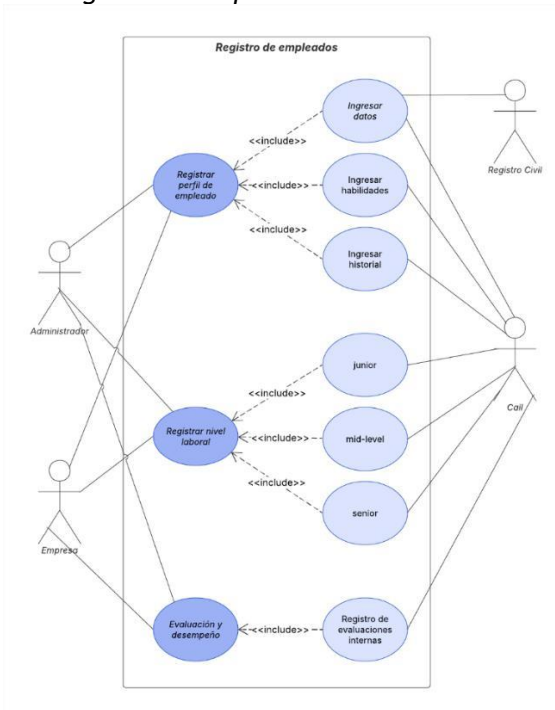 Registro de empleados
Ingresar
datos
<<include>>
Registro Civil
Registrar
perfil de
empleado
<<include>>
Ingresar
habilidades
<<include>>
Ingresar
historial
Administrador
junior
Cail
<<include>>
Registrar nivel
laboral
<<include>>
mid-level
<<include>>
senior
Empresa
Evaluación y
desempeño
<<include>>
Registro de
evaluaciones
internas